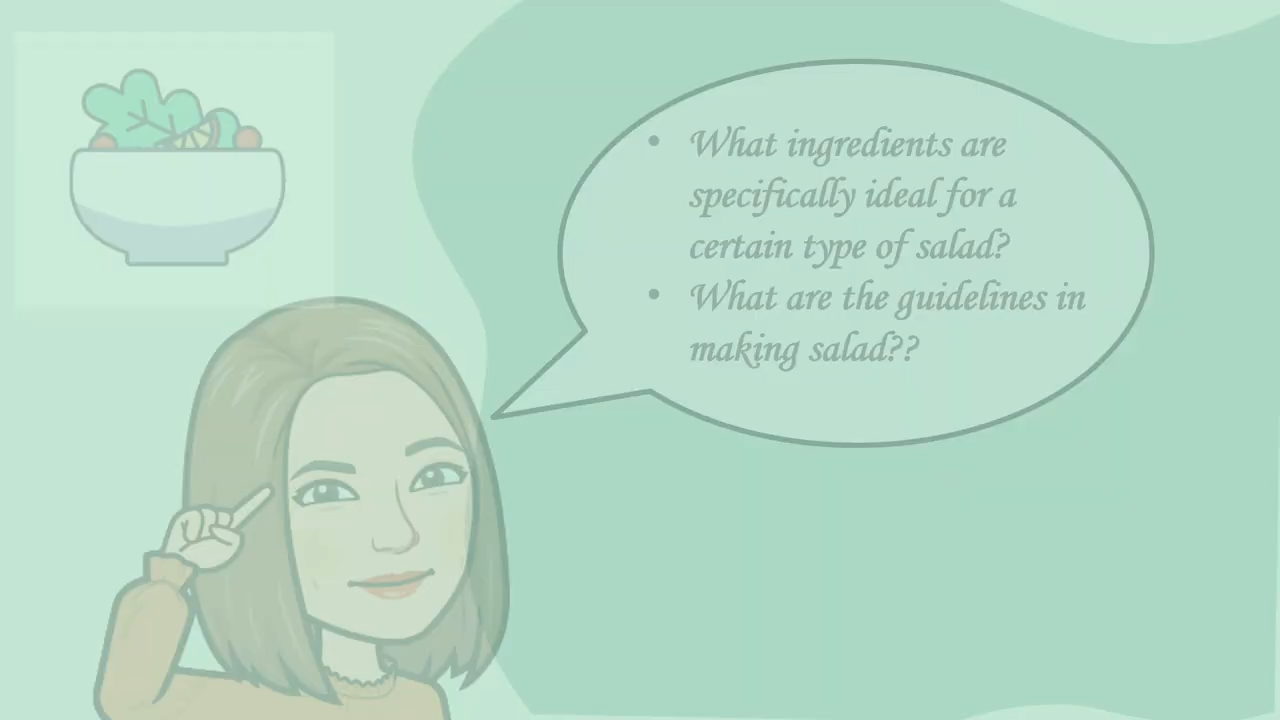 • What ingredients are
specifically ideal for a
certain type of salad?
• What are the guidelines in
making salad??